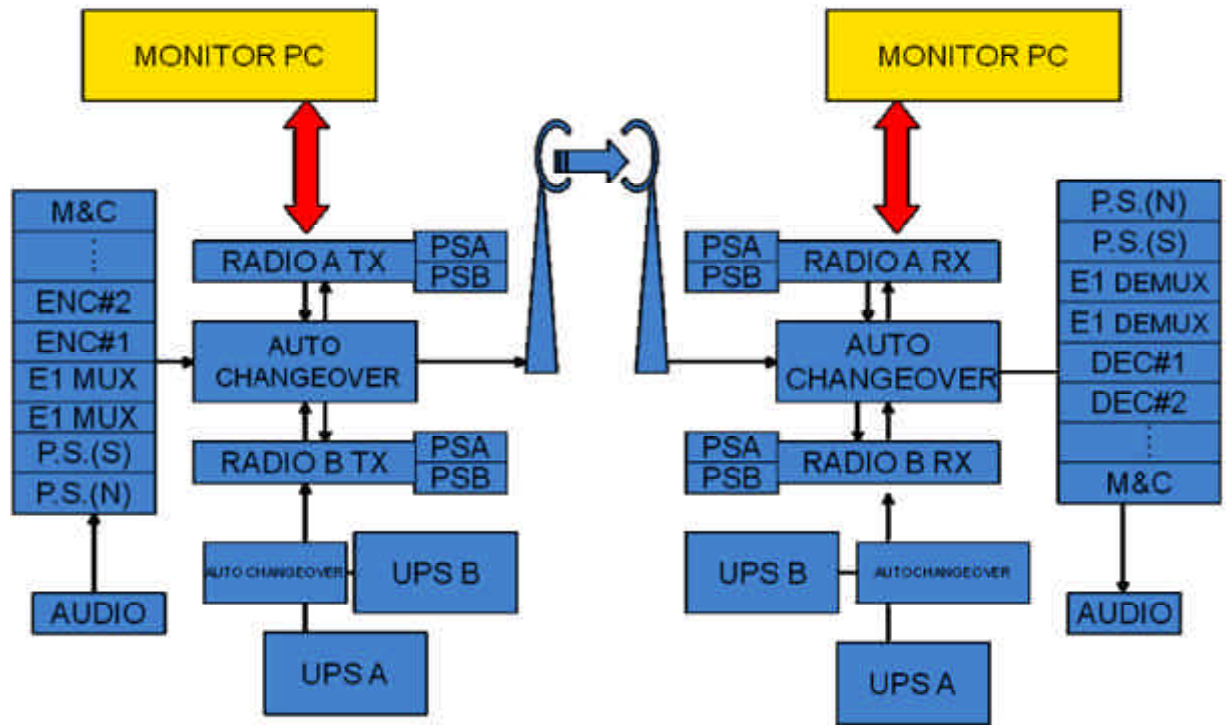 MONITOR PC
MONITOR PC
M&C
ENC#2
ENC#1
E1 MUX
E1 MUX
P.S.(S)
P.S.(N)
AUDIO
RADIO A TX
PSA
PSB
AUTO
CHANGEOVER
RADIO B TX
PSA
PSB
AUTO CHANGEOVER
UPS B
UPS A
PSA
PSB
RADIO A RX
AUTO
CHANGEOVER
PSA
PSB
RADIO B RX
UPS B
AUTOCHANGEOVER
UPS A
P.S.(N)
P.S.(S)
E1 DEMUX
E1 DEMUX
DEC#1
DEC#2
M&C
AUDIO